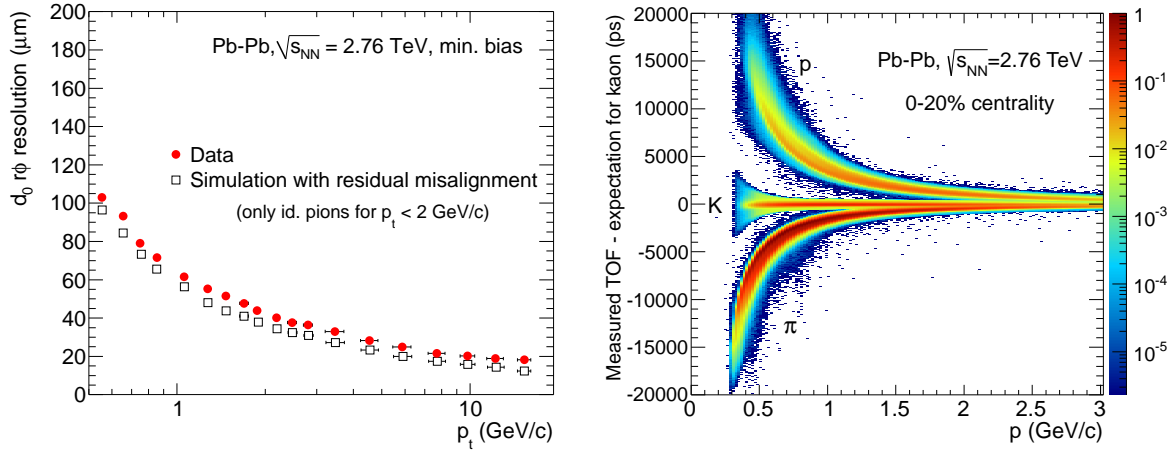 d₀ rϕ resolution (μm)
200
180
160
140
120
100
80
60
40
20
0
Pb-Pb,√s_NN = 2.76 TeV, min. bias
Data
Simulation with residual misalignment
(only id. pions for p_t < 2 GeV/c)
1
10
p_t (GeV/c)
Measured TOF - expectation for kaon (ps)
20000
15000
10000
5000
0
-5000
-10000
-15000
-20000
p
Pb-Pb, √s_NN=2.76 TeV
0-20% centrality
K
π
0
0.5
1
1.5
2
2.5
3
p (GeV/c)
1
10⁻¹
10⁻²
10⁻³
10⁻⁴
10⁻⁵